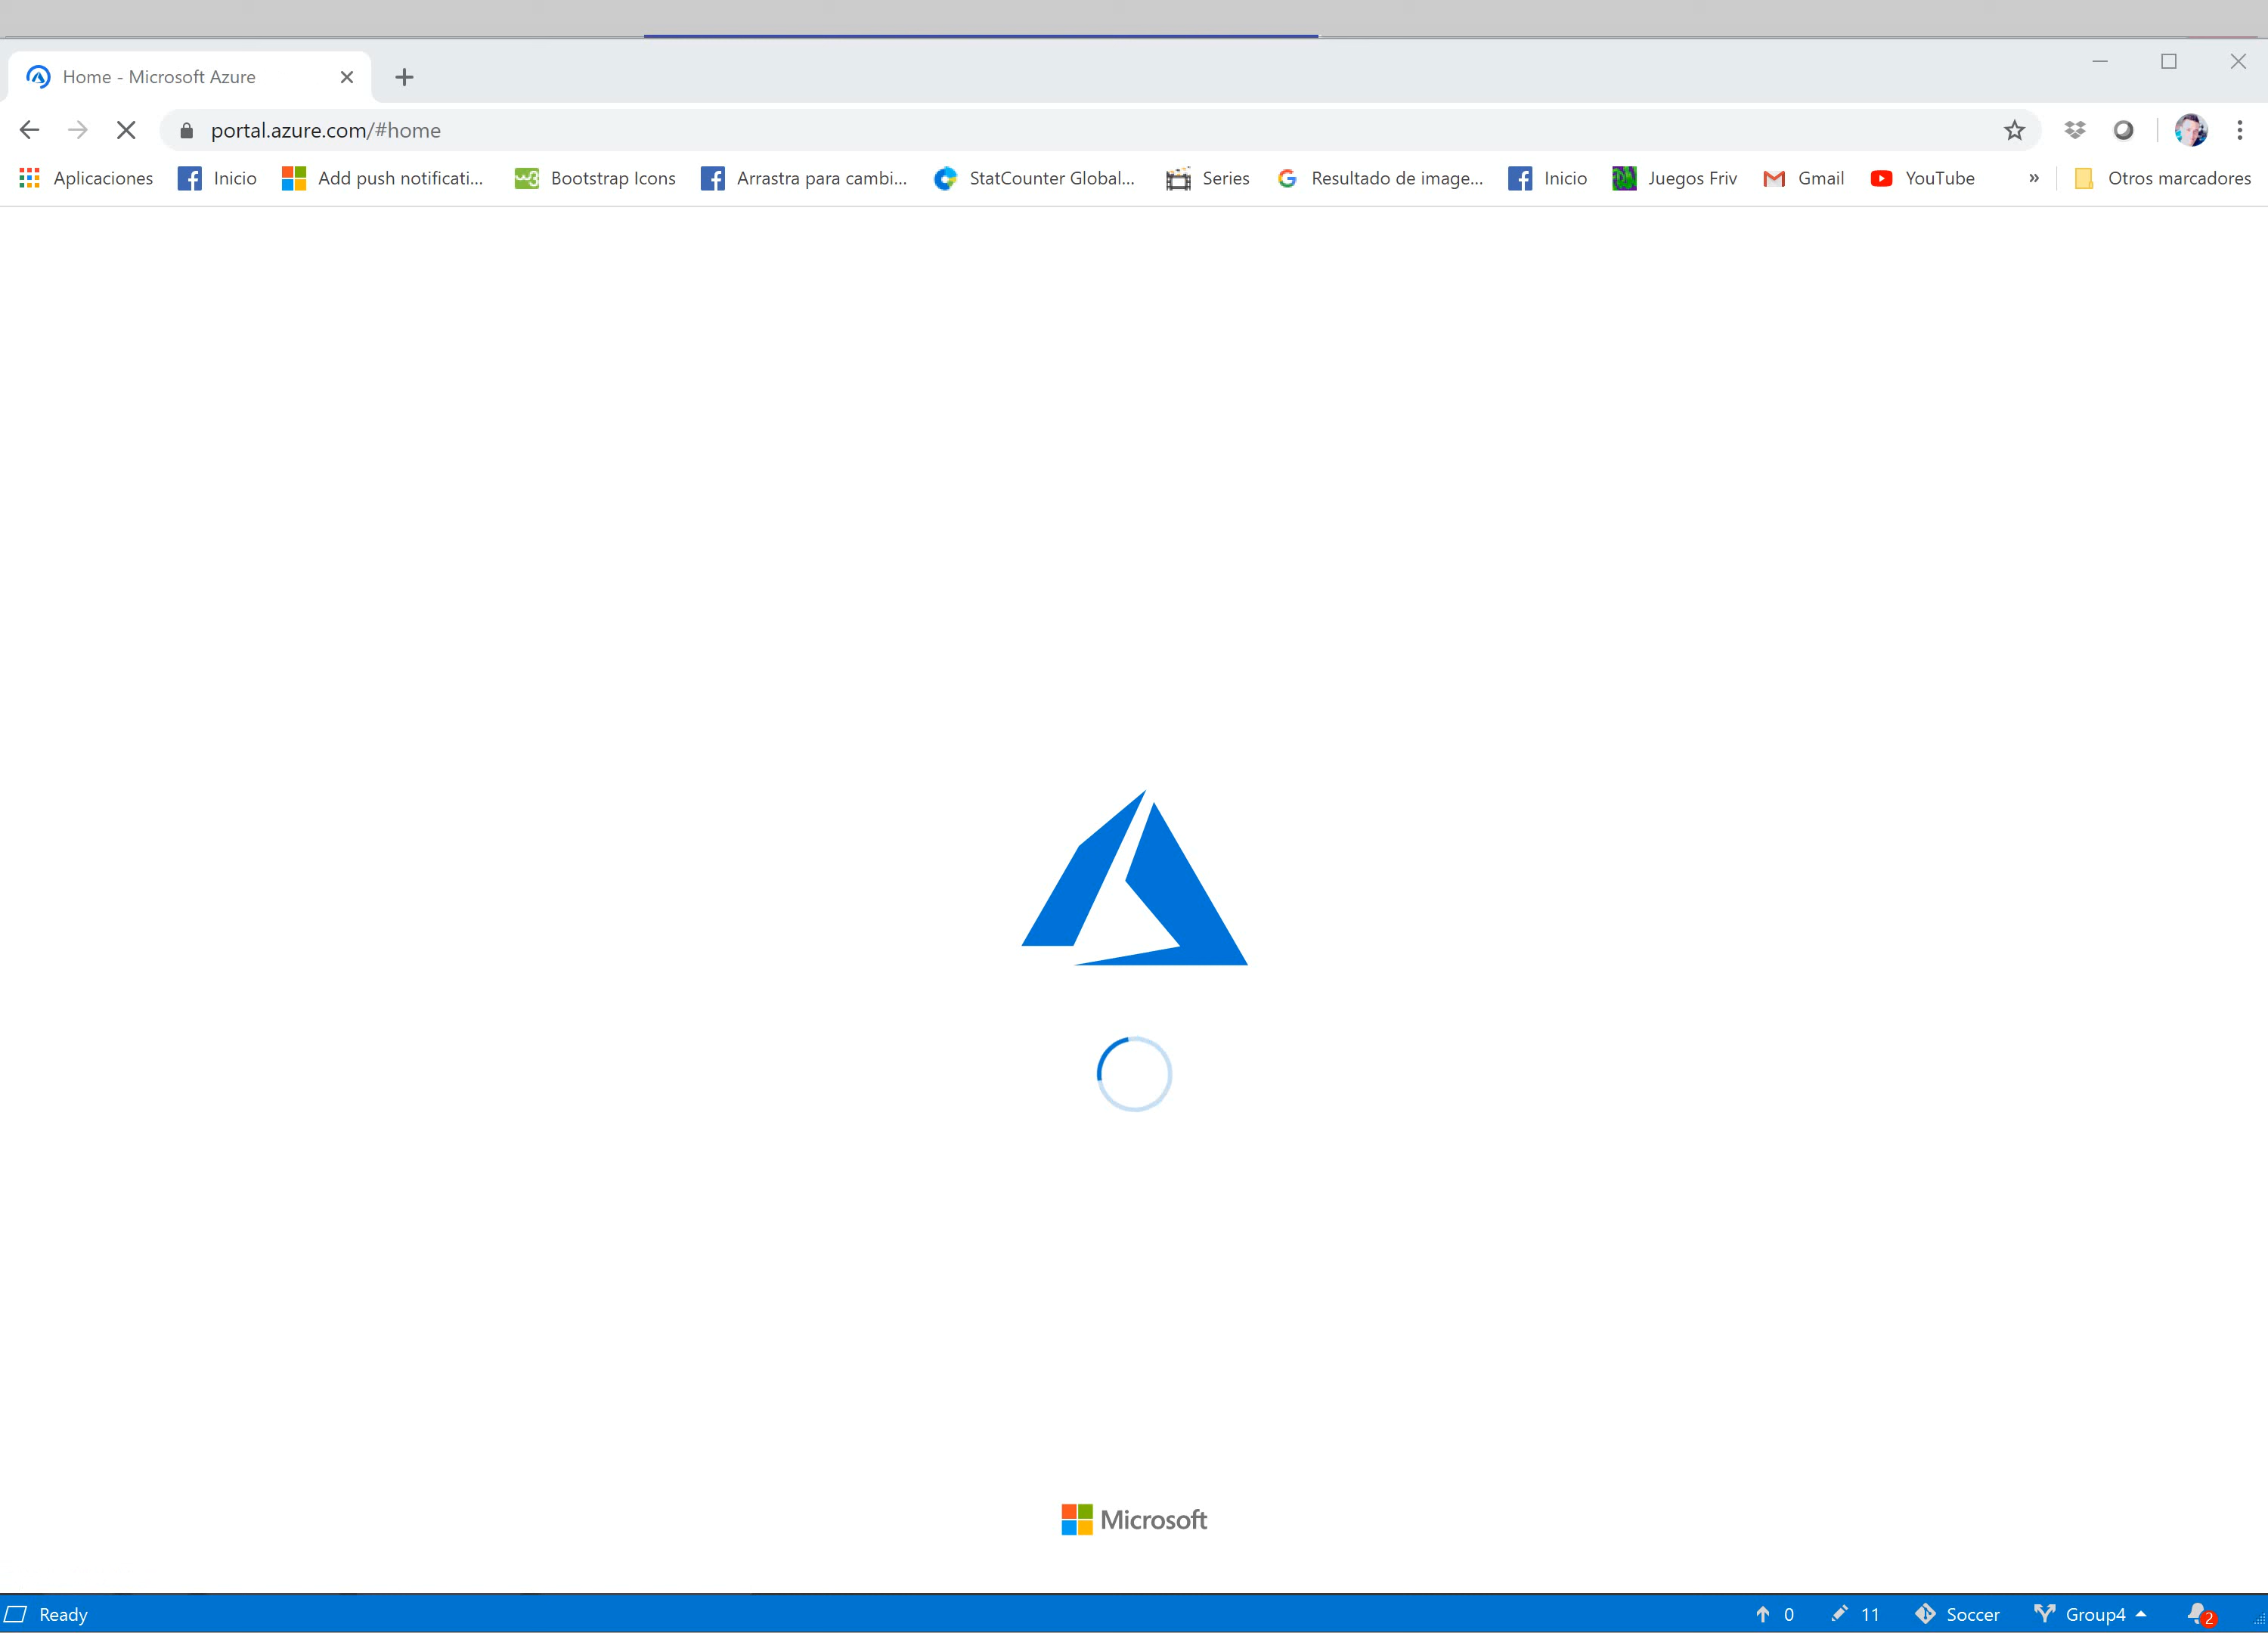 Home - Microsoft Azure
portal.azure.com/#home
Aplicaciones Inicio Add push notificati... Bootstrap Icons Arrastra para cambi... StatCounter Global... Series Resultado de image... Inicio Juegos Friv Gmail YouTube » Otros marcadores
Microsoft
Ready 0 11 Soccer Group4 2